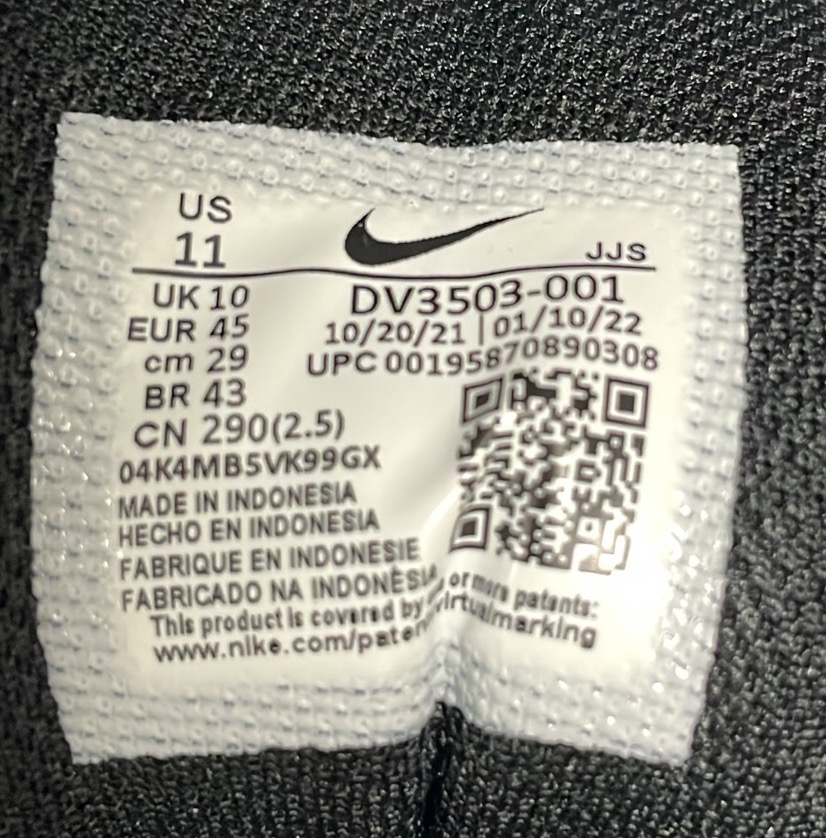 US
11
JJS
UK 10
EUR 45
cm 29
BR 43
CN 290(2.5)
DV3503-001
10/20/21 | 01/10/22
UPC 00195870890308
04K4MB5VK99GX
MADE IN INDONESIA
HECHO EN INDONESIA
FABRIQUE EN INDONESIE
FABRICADO NA INDONÈSIA
This product is covered by or more patents:
www.nike.com/paten virtualmarking